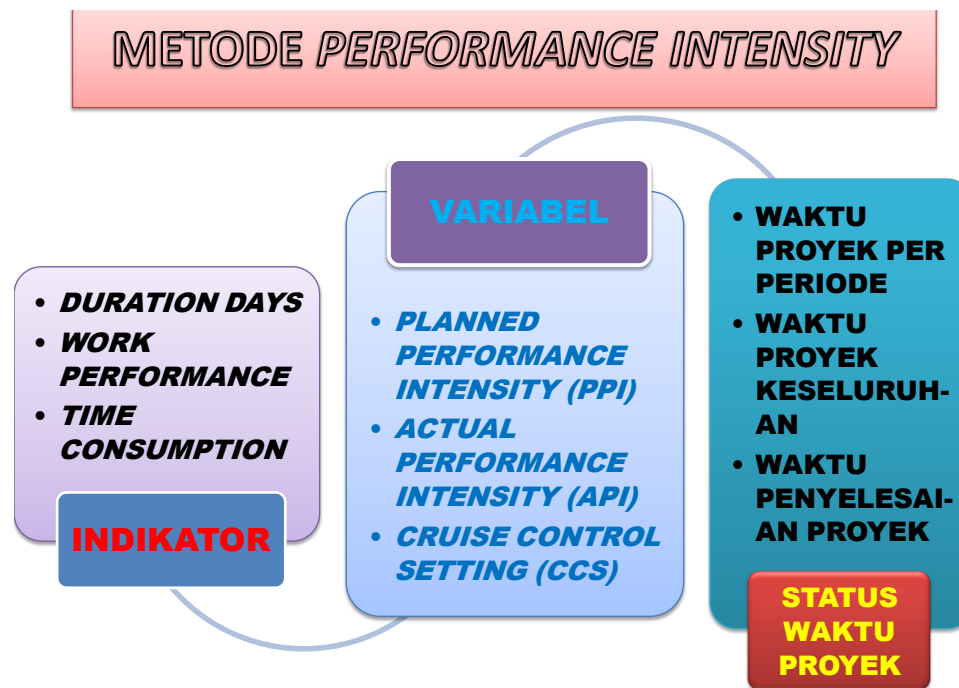 METODE PERFORMANCE INTENSITY
• DURATION DAYS
• WORK
PERFORMANCE
• TIME
CONSUMPTION
INDIKATOR
VARIABEL
• PLANNED
PERFORMANCE
INTENSITY (PPI)
• ACTUAL
PERFORMANCE
INTENSITY (API)
• CRUISE CONTROL
SETTING (CCS)
• WAKTU
PROYEK PER
PERIODE
• WAKTU
PROYEK
KESELURUH-
AN
• WAKTU
PENYELESAI-
AN PROYEK
STATUS
WAKTU
PROYEK